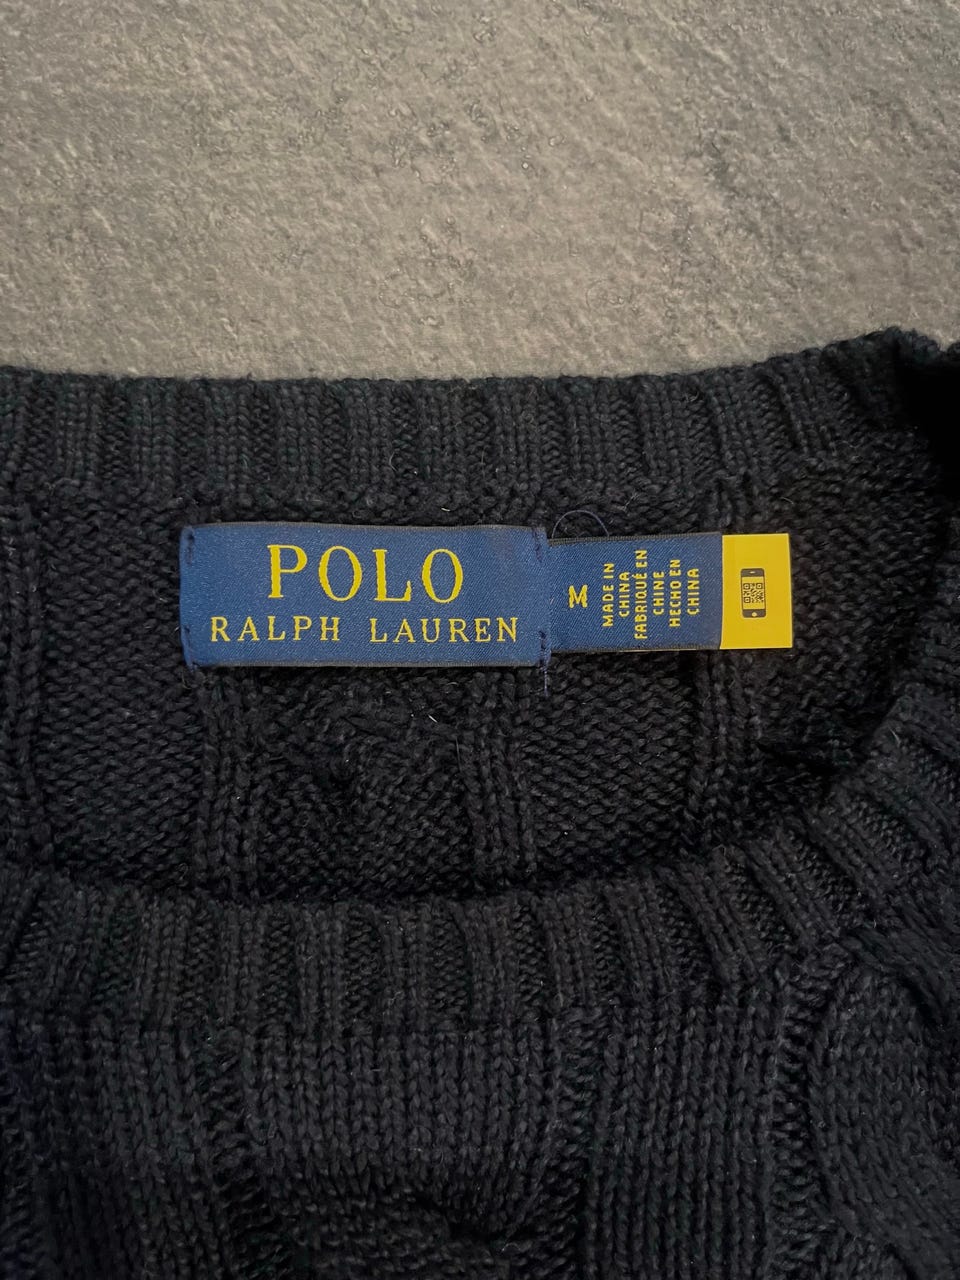 POLO
RALPH LAUREN
M
MADE IN
CHINA
FABRIQUÉ EN
CHINE
HECHO EN
CHINA